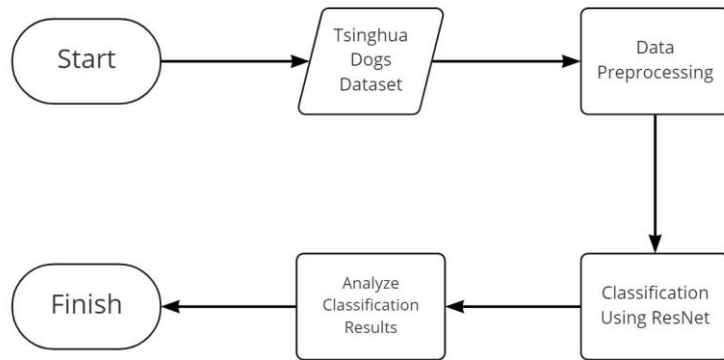 Start
Tsinghua
Dogs
Dataset
Data
Preprocessing
Classification
Using ResNet
Analyze
Classification
Results
Finish